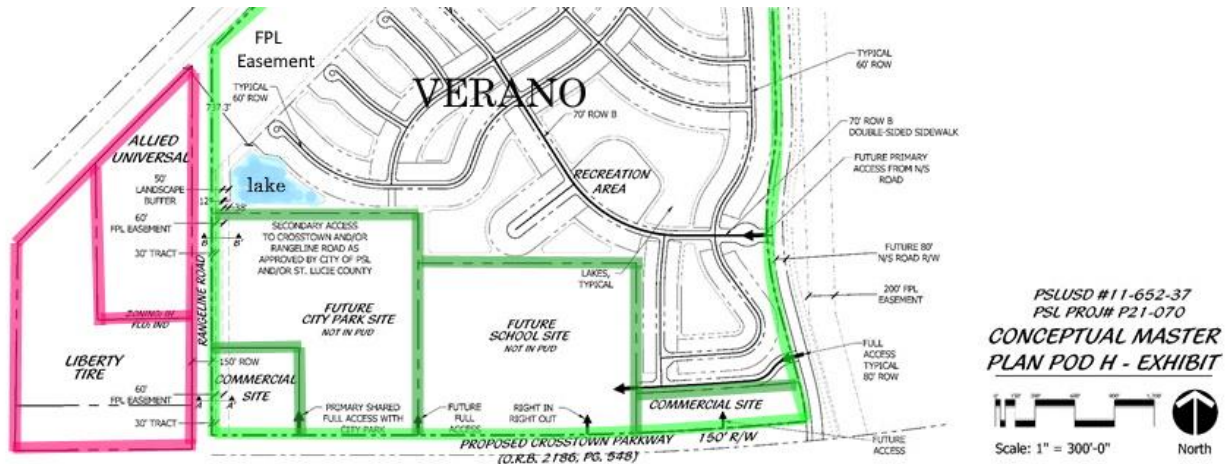 FPL
Easement
TYPICAL
60' ROW
VERANO
70' ROW B
TYPICAL
60' ROW
70' ROW B
DOUBLE-SIDED SIDEWALK
FUTURE PRIMARY
ACCESS FROM N/S
ROAD
737.3'
ALLIED
UNIVERSAL
50'
LANDSCAPE
BUFFER
lake
RECREATION
AREA
60'
FPL EASEMENT
B B'
30' TRACT
SECONDARY ACCESS
TO CROSSTOWN AND/OR
RANGELINE ROAD AS
APPROVED BY CITY OF PSL
AND/OR ST. LUCIE COUNTY
LAKES,
TYPICAL
FUTURE 80'
N/S ROAD R/W
200' FPL
EASEMENT
RANGELINE ROAD
FUTURE
CITY PARK SITE
NOT IN PUD
FUTURE
SCHOOL SITE
NOT IN PUD
LIBERTY
TIRE
150' ROW
COMMERCIAL
SITE
60'
FPL EASEMENT
A A'
30' TRACT
PRIMARY SHARED
FULL ACCESS WITH
CITY PARK
FUTURE
FULL
ACCESS
RIGHT IN
RIGHT OUT
COMMERCIAL SITE
FULL
ACCESS
TYPICAL
80' ROW
FUTURE
ACCESS
PROPOSED CROSSTOWN PARKWAY 150' R/W
(O.R.B. 2186, PG. 548)
PSLUSD #11-652-37
PSL PROJ# P21-070
CONCEPTUAL MASTER
PLAN POD H - EXHIBIT
Scale: 1" = 300'-0"
North